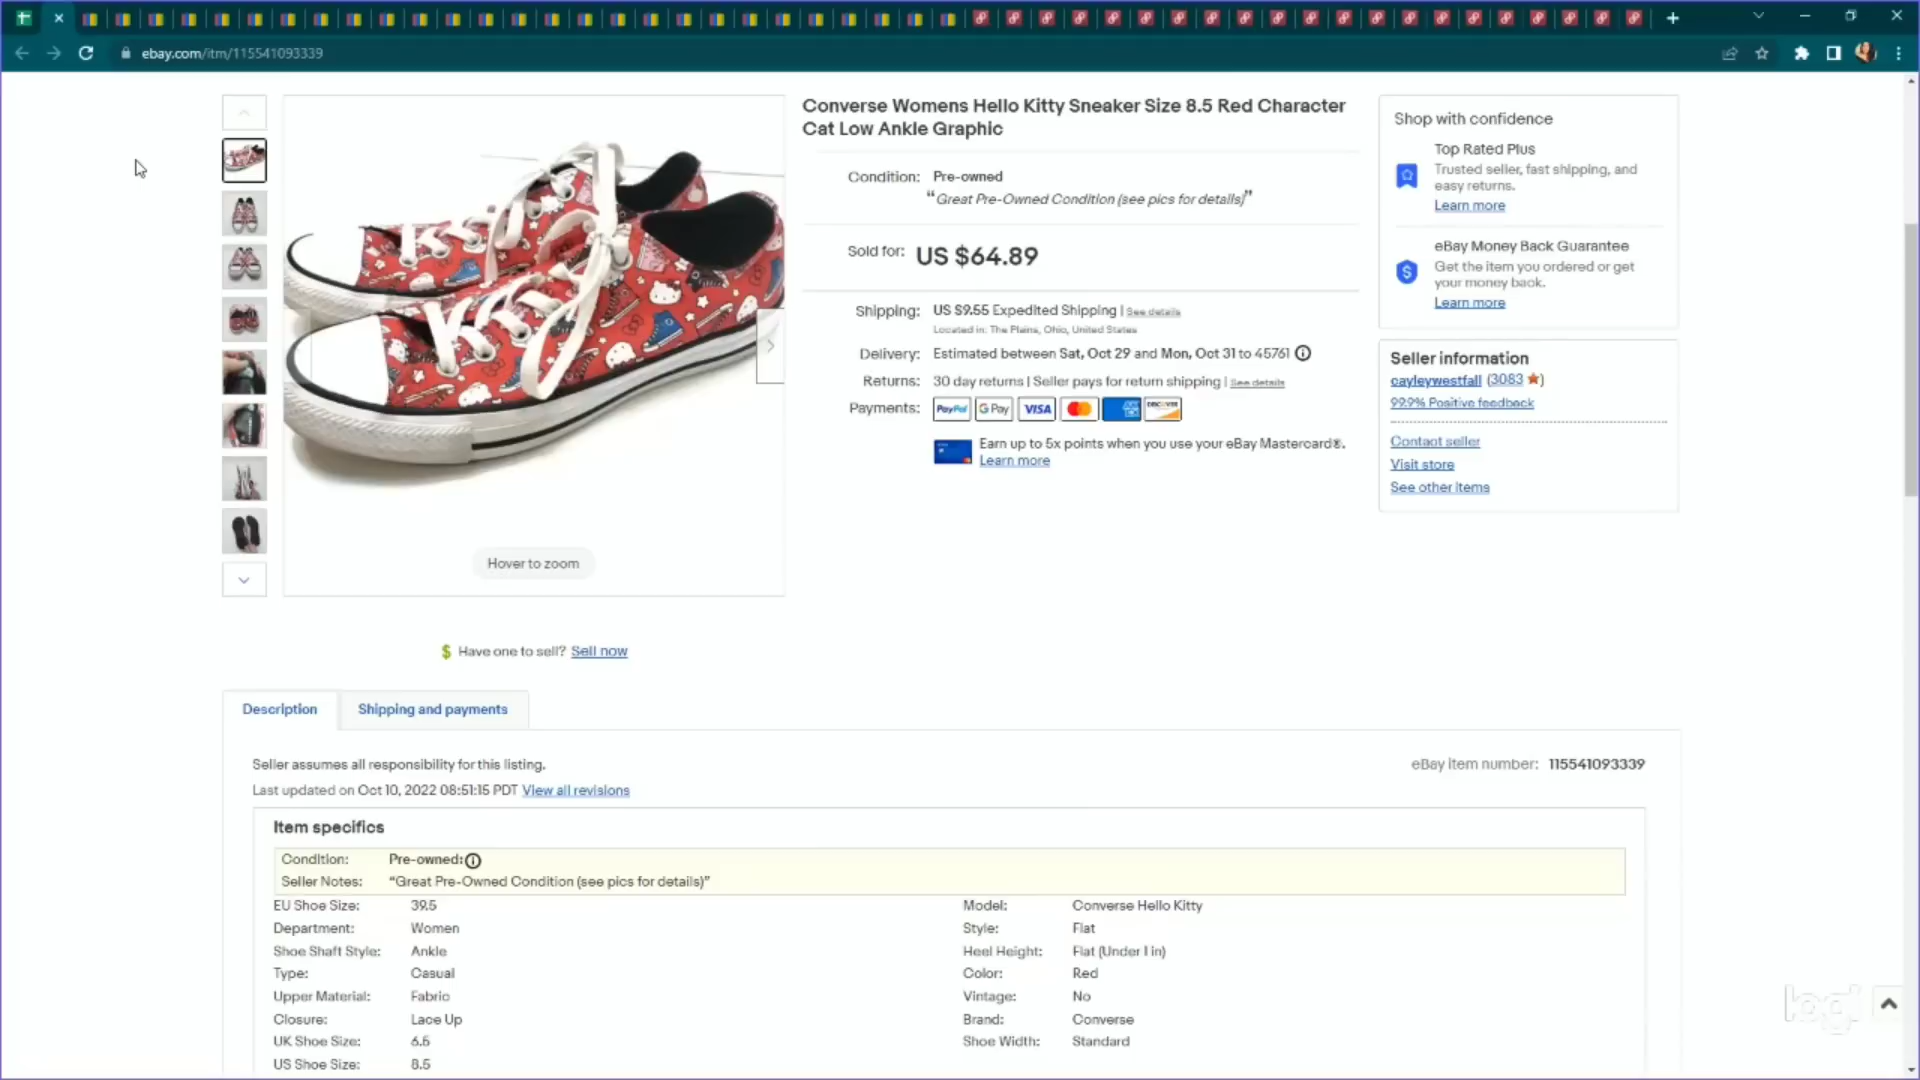 ebay.com/itm/115541093339
Converse Womens Hello Kitty Sneaker Size 8.5 Red Character
Cat Low Ankle Graphic
Condition: Pre-owned
“Great Pre-Owned Condition (see pics for details)”
Sold for: US $64.89
Shipping: US $9.55 Expedited Shipping | See details
Located in: The Plains, Ohio, United States
Delivery: Estimated between Sat, Oct 29 and Mon, Oct 31 to 45761
Returns: 30 day returns | Seller pays for return shipping | See details
Payments: PayPal G Pay VISA DISCOVER
Earn up to 5x points when you use your eBay Mastercard®.
Learn more
Shop with confidence
Top Rated Plus
Trusted seller, fast shipping, and
easy returns.
Learn more
eBay Money Back Guarantee
Get the item you ordered or get
your money back.
Learn more
Seller information
cayleywestfall (3083 )
99.9% Positive feedback
Contact seller
Visit store
See other items
Hover to zoom
Have one to sell? Sell now
Description
Shipping and payments
Seller assumes all responsibility for this listing.
eBay item number: 115541093339
Last updated on Oct 10, 2022 08:51:15 PDT View all revisions
Item specifics
Condition: Pre-owned:
Seller Notes: “Great Pre-Owned Condition (see pics for details)”
EU Shoe Size: 39.5
Model: Converse Hello Kitty
Department: Women
Style: Flat
Shoe Shaft Style: Ankle
Heel Height: Flat (Under 1 in)
Type: Casual
Color: Red
Upper Material: Fabric
Vintage: No
Closure: Lace Up
Brand: Converse
UK Shoe Size: 6.5
Shoe Width: Standard
US Shoe Size: 8.5
logi